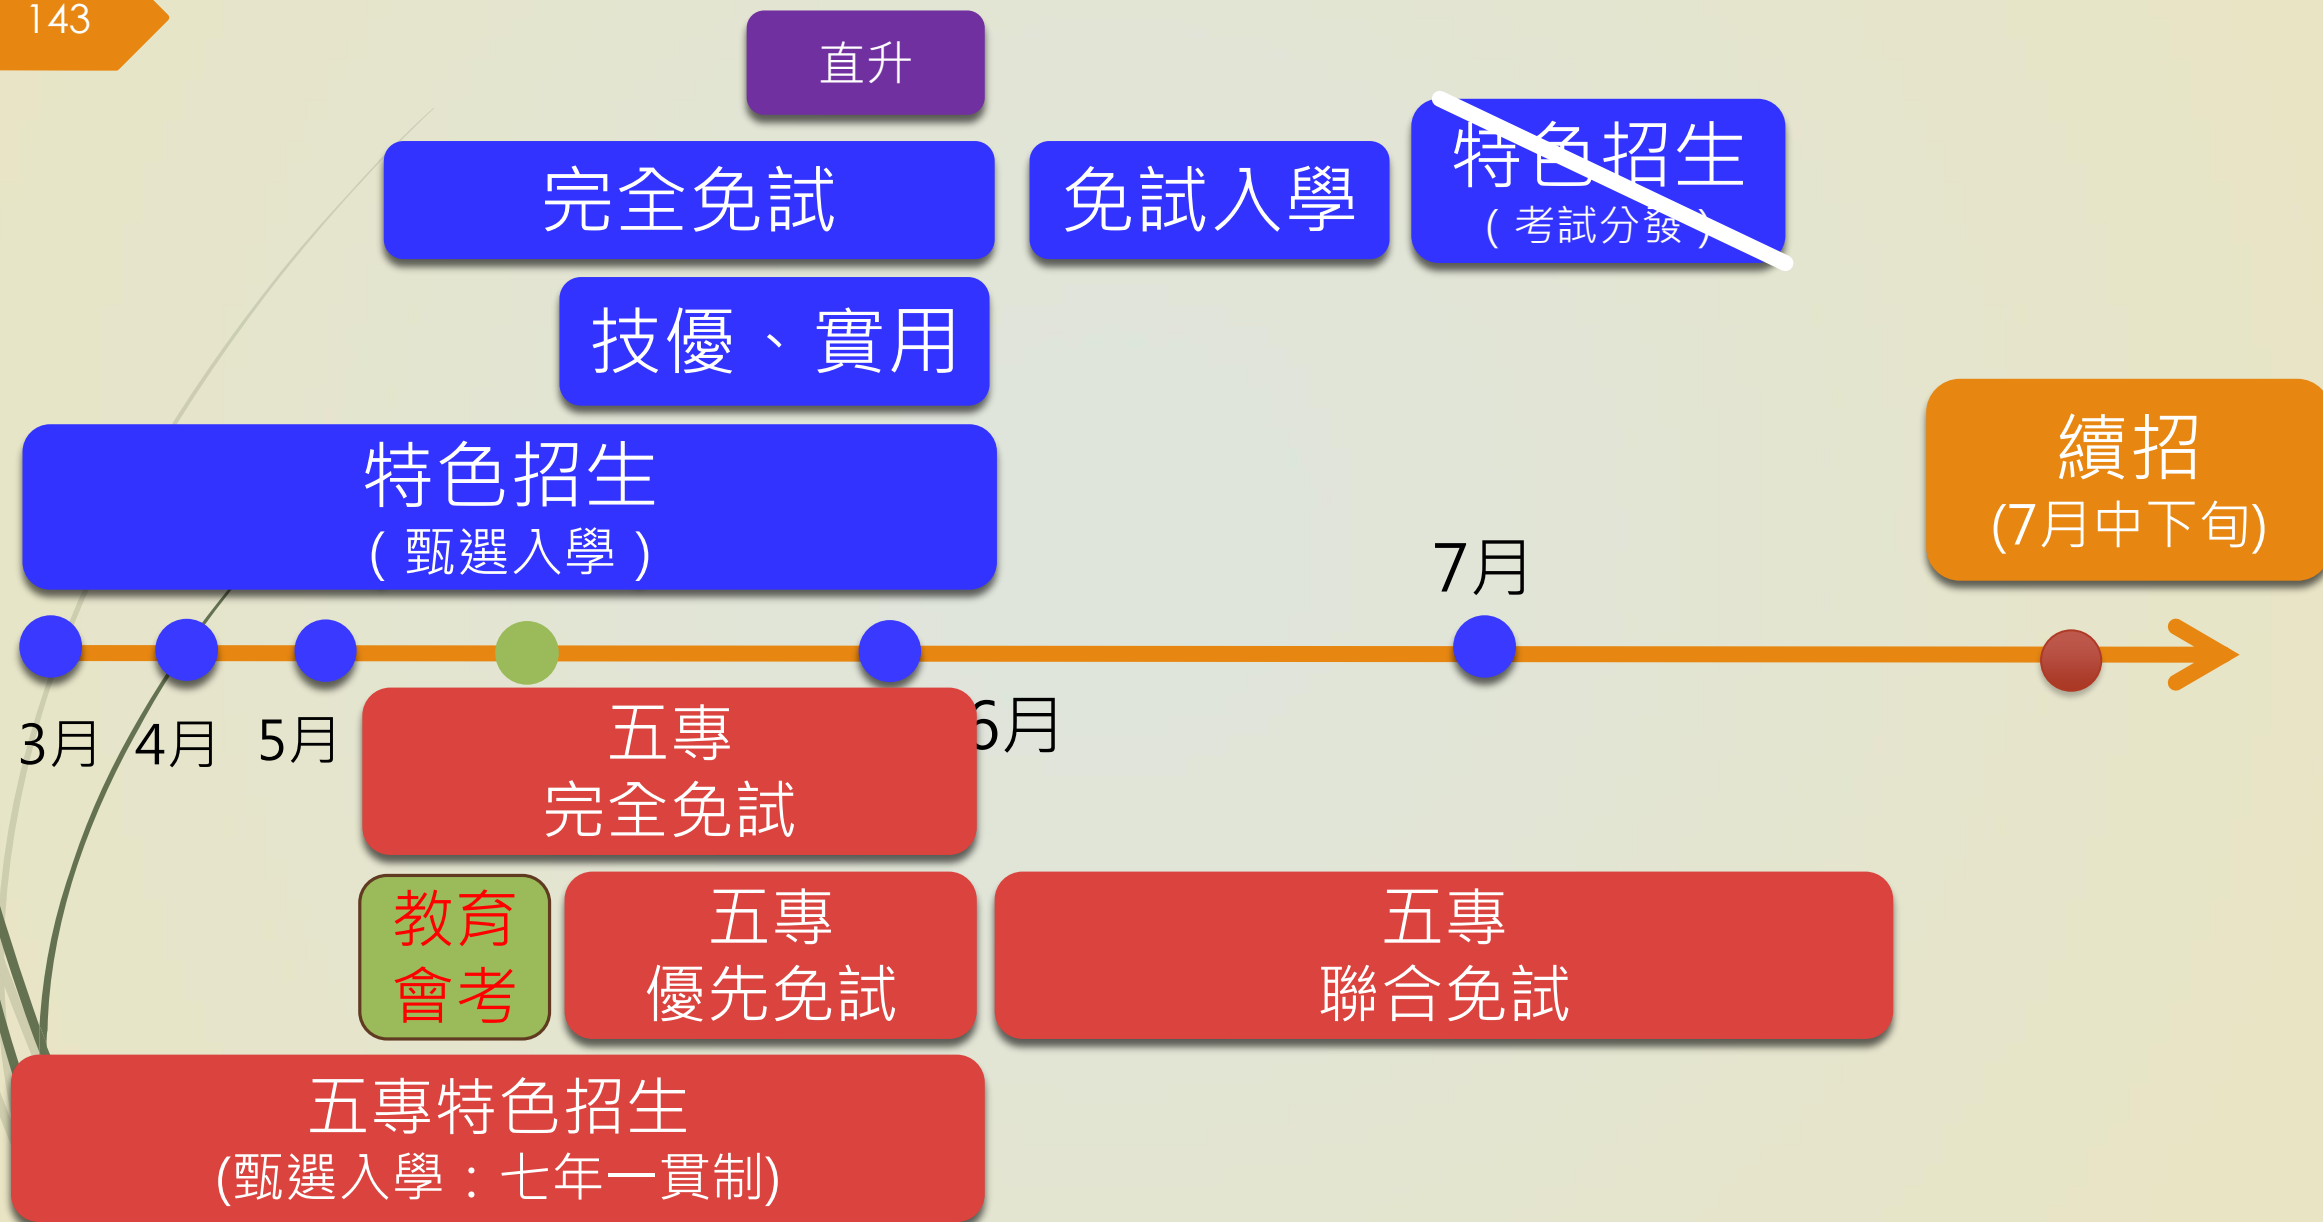 143
直升
完全免試
免試入學
特色招生
（考試分發）
技優、實用
特色招生
（甄選入學）
續招
(7月中下旬)
7月
3月
4月
5月
6月
五專
完全免試
教育
會考
五專
優先免試
五專
聯合免試
五專特色招生
(甄選入學：七年一貫制)